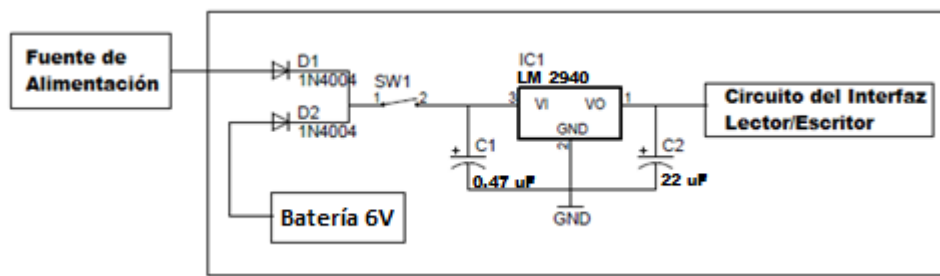 Fuente de
Alimentación
D1
1N4004
D2
1N4004
SW1
1
2
IC1
LM 2940
3
VI
VO
1
GND
2
C1
+
0.47 uF
C2
+
22 uF
GND
Circuito del Interfaz
Lector/Escritor
Batería 6V